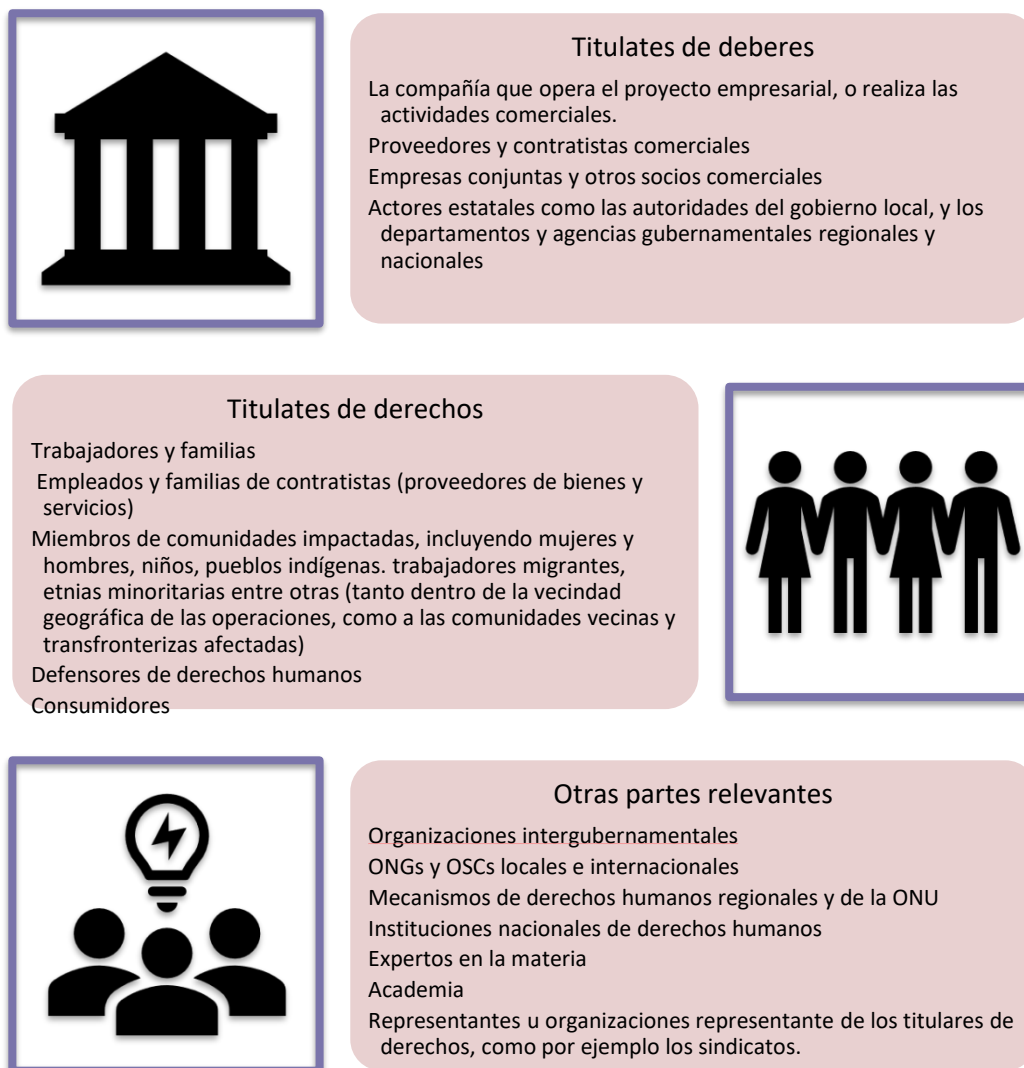 Titulates de deberes
La compañía que opera el proyecto empresarial, o realiza las
actividades comerciales.
Proveedores y contratistas comerciales
Empresas conjuntas y otros socios comerciales
Actores estatales como las autoridades del gobierno local, y los
departamentos y agencias gubernamentales regionales y
nacionales
Titulates de derechos
Trabajadores y familias
Empleados y familias de contratistas (proveedores de bienes y
servicios)
Miembros de comunidades impactadas, incluyendo mujeres y
hombres, niños, pueblos indígenas. trabajadores migrantes,
etnias minoritarias entre otras (tanto dentro de la vecindad
geográfica de las operaciones, como a las comunidades vecinas y
transfronterizas afectadas)
Defensores de derechos humanos
Consumidores
Otras partes relevantes
Organizaciones intergubernamentales
ONGs y OSCs locales e internacionales
Mecanismos de derechos humanos regionales y de la ONU
Instituciones nacionales de derechos humanos
Expertos en la materia
Academia
Representantes u organizaciones representante de los titulares de
derechos, como por ejemplo los sindicatos.